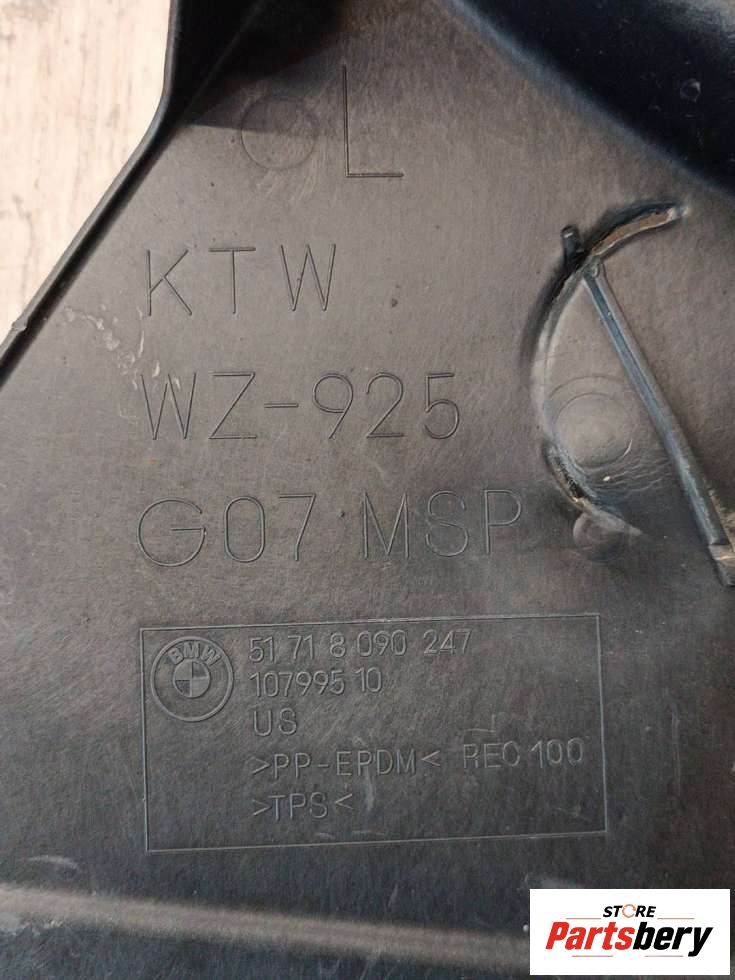 L
KTW
WZ-925
G07 MSP
BMW
51 71 8 090 247
107995 10
US
>PP-EPDM< REC 100
>TPS<
STORE
Partsbery